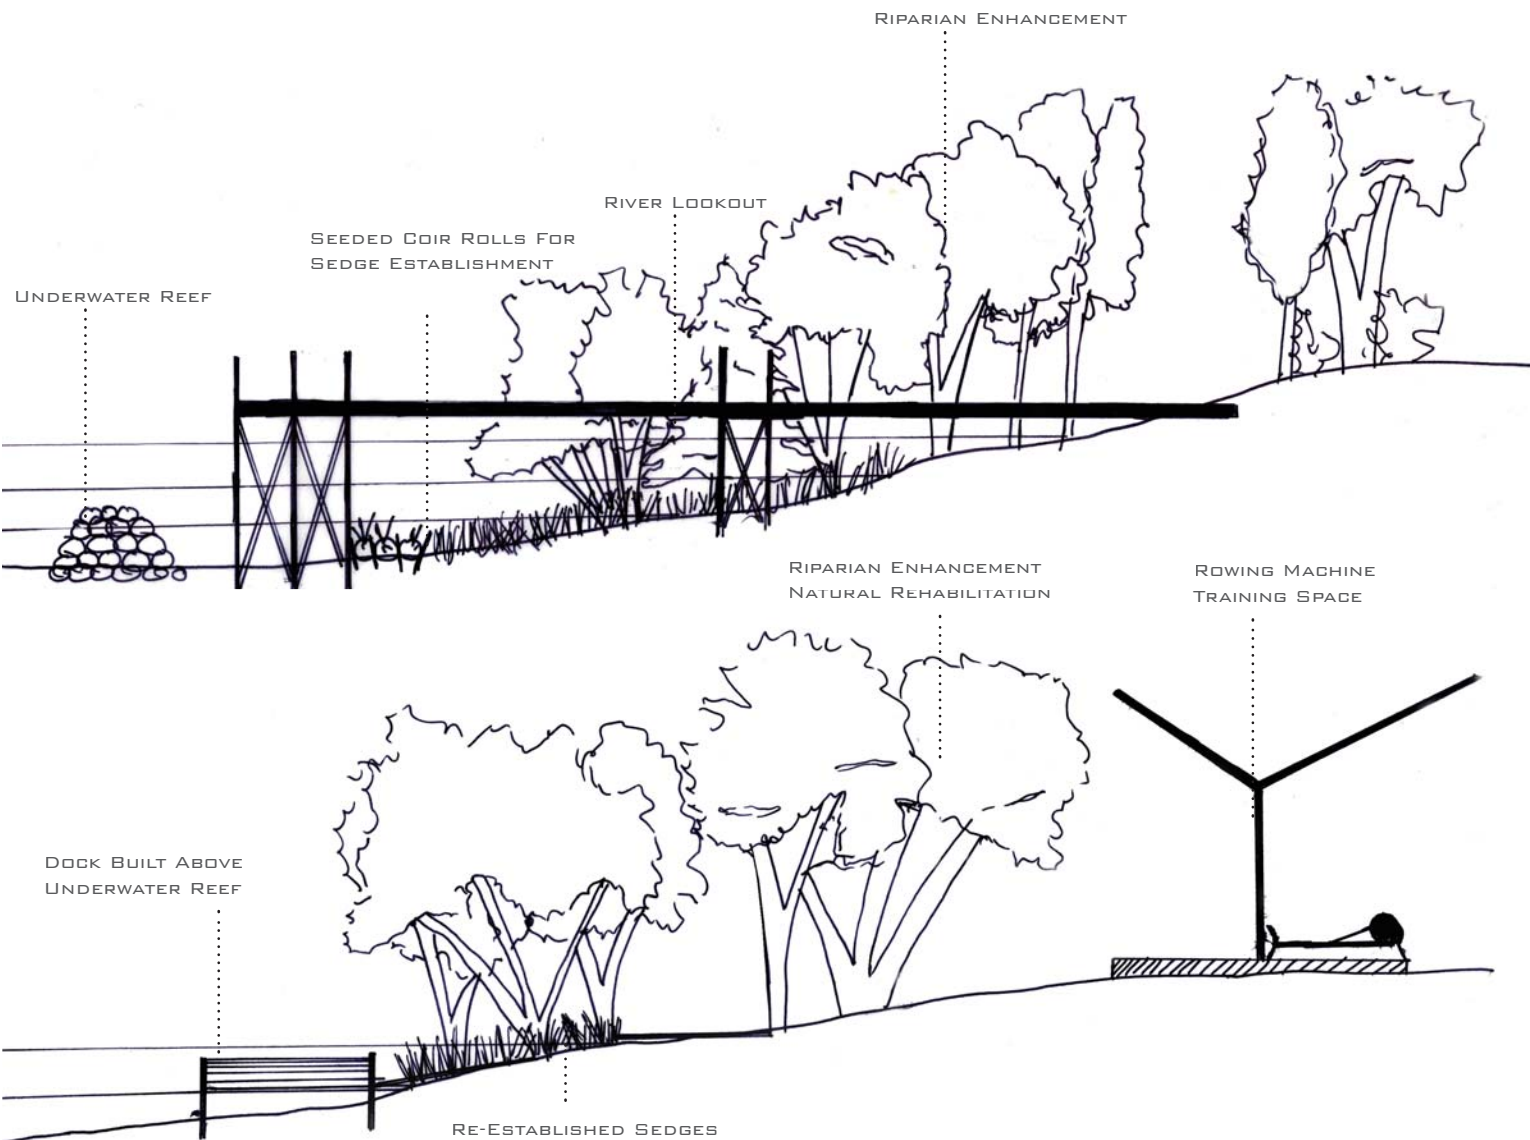 Riparian Enhancement
River Lookout
Seeded Coir Rolls For
Sedge Establishment
Underwater Reef
Riparian Enhancement
Natural Rehabilitation
Rowing Machine
Training Space
Dock Built Above
Underwater Reef
Re-Established Sedges